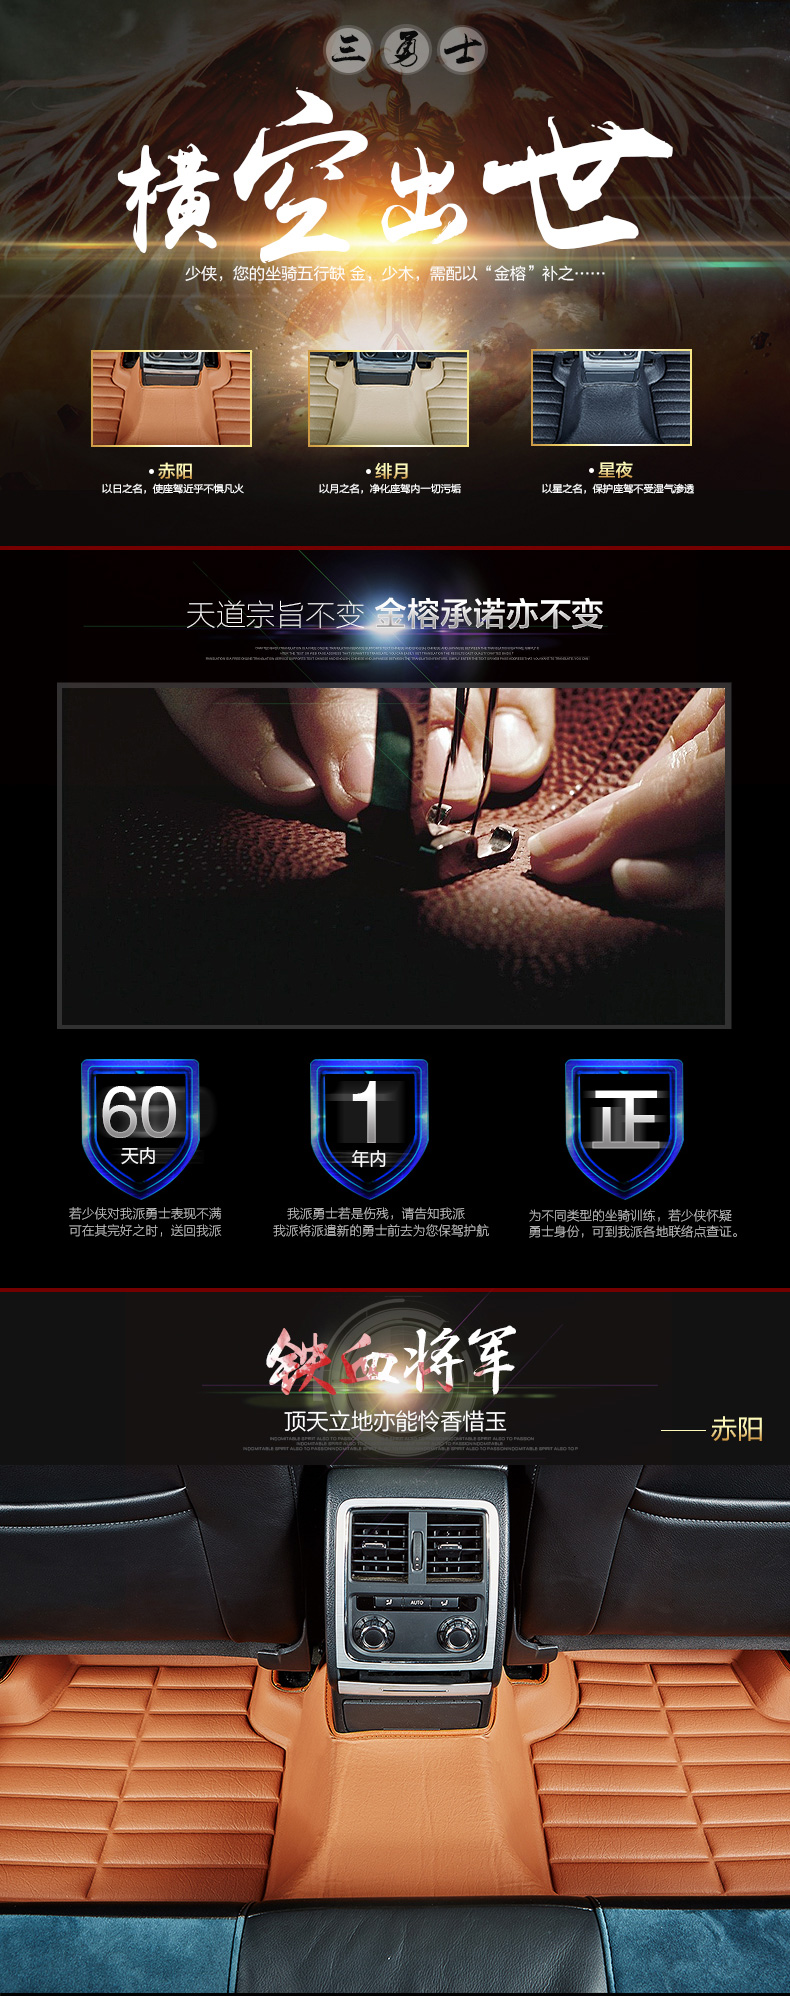 三勇士
横空出世
少侠，您的坐骑五行缺 金，少木，需配以“金榕”补之……
赤阳
以日之名，使座驾近乎不惧凡火
绯月
以月之名，净化座驾内一切污垢
星夜
以星之名，保护座驾不受湿气渗透
天道宗旨不变 金榕承诺亦不变
60
天内
若少侠对我派勇士表现不满
可在其完好之时，送回我派
1
年内
我派勇士若是伤残，请告知我派
我派将派遣新的勇士前去为您保驾护航
正
为不同类型的坐骑训练，若少侠怀疑
勇士身份，可到我派各地联络点查证。
铁血将军
顶天立地亦能怜香惜玉
赤阳
AUTO